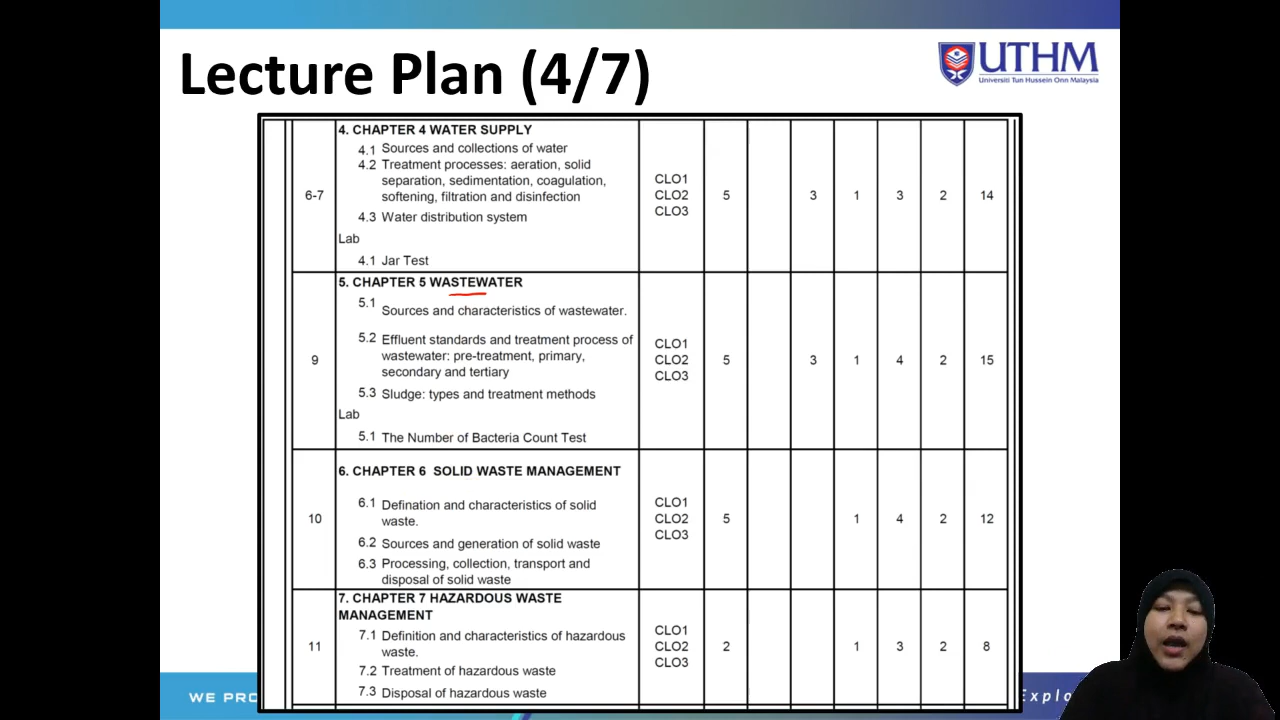 Lecture Plan (4/7)
UTHM
Universiti Tun Hussein Onn Malaysia
6-7
4. CHAPTER 4 WATER SUPPLY
4.1 Sources and collections of water
4.2 Treatment processes: aeration, solid
separation, sedimentation, coagulation,
softening, filtration and disinfection
4.3 Water distribution system
Lab
4.1 Jar Test
CLO1
CLO2
CLO3
5
3
1
3
2
14
9
5. CHAPTER 5 WASTEWATER
5.1 Sources and characteristics of wastewater.
5.2 Effluent standards and treatment process of
wastewater: pre-treatment, primary,
secondary and tertiary
5.3 Sludge: types and treatment methods
Lab
5.1 The Number of Bacteria Count Test
CLO1
CLO2
CLO3
5
3
1
4
2
15
10
6. CHAPTER 6 SOLID WASTE MANAGEMENT
6.1 Defination and characteristics of solid
waste.
6.2 Sources and generation of solid waste
6.3 Processing, collection, transport and
disposal of solid waste
CLO1
CLO2
CLO3
5
1
4
2
12
11
7. CHAPTER 7 HAZARDOUS WASTE
MANAGEMENT
7.1 Definition and characteristics of hazardous
waste.
7.2 Treatment of hazardous waste
7.3 Disposal of hazardous waste
CLO1
CLO2
CLO3
2
1
3
2
8
WE PRO
Explo